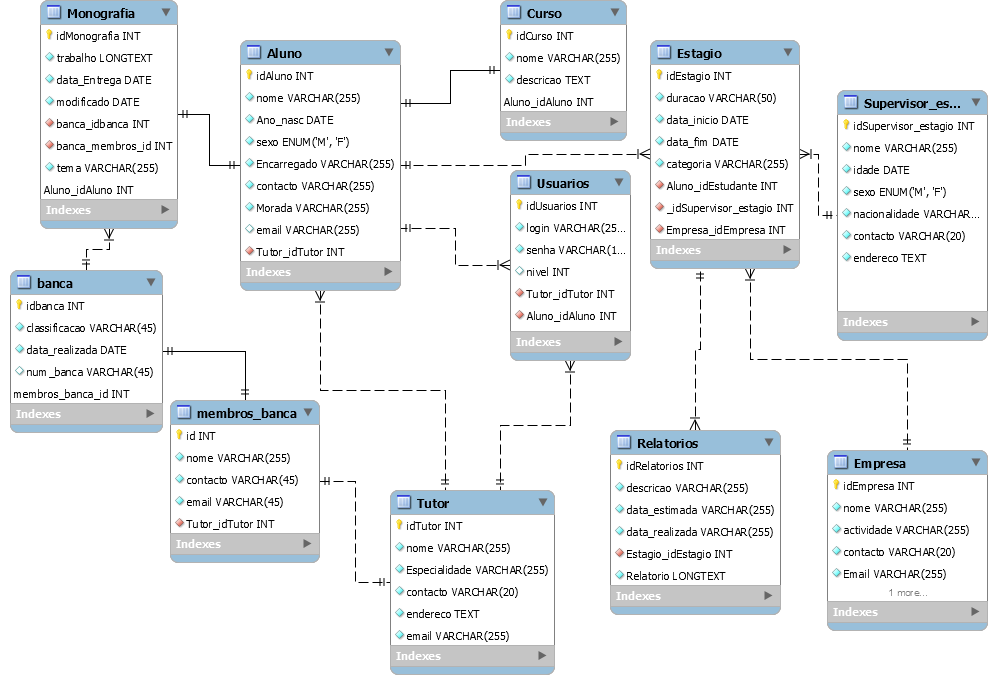 Monografia
idMonografia INT
trabalho LONGTEXT
data_Entrega DATE
modificado DATE
banca_idbanca INT
banca_membros_id INT
tema VARCHAR(255)
Aluno_idAluno INT
Indexes
Aluno
idAluno INT
nome VARCHAR(255)
Ano_nasc DATE
sexo ENUM('M', 'F')
Encarregado VARCHAR(255)
contacto VARCHAR(255)
Morada VARCHAR(255)
email VARCHAR(255)
Tutor_idTutor INT
Indexes
Curso
idCurso INT
nome VARCHAR(255)
descricao TEXT
Aluno_idAluno INT
Indexes
Estagio
idEstagio INT
duracao VARCHAR(50)
data_inicio DATE
data_fim DATE
categoria VARCHAR(255)
Aluno_idEstudante INT
_idSupervisor_estagio INT
Empresa_idEmpresa INT
Indexes
Supervisor_es...
idSupervisor_estagio INT
nome VARCHAR(255)
idade DATE
sexo ENUM('M', 'F')
nacionalidade VARCHAR...
contacto VARCHAR(20)
endereco TEXT
Indexes
Usuarios
idUsuarios INT
login VARCHAR(25...
senha VARCHAR(1...
nivel INT
Tutor_idTutor INT
Aluno_idAluno INT
Indexes
banca
idbanca INT
classificacao VARCHAR(45)
data_realizada DATE
num_banca VARCHAR(45)
membros_banca_id INT
Indexes
membros_banca
id INT
nome VARCHAR(255)
contacto VARCHAR(45)
email VARCHAR(45)
Tutor_idTutor INT
Indexes
Tutor
idTutor INT
nome VARCHAR(255)
Especialidade VARCHAR(255)
contacto VARCHAR(20)
endereco TEXT
email VARCHAR(255)
Indexes
Relatorios
idRelatorios INT
descricao VARCHAR(255)
data_estimada VARCHAR(255)
data_realizada VARCHAR(255)
Estagio_idEstagio INT
Relatorio LONGTEXT
Indexes
Empresa
idEmpresa INT
nome VARCHAR(255)
actividade VARCHAR(255)
contacto VARCHAR(20)
Email VARCHAR(255)
1 more...
Indexes